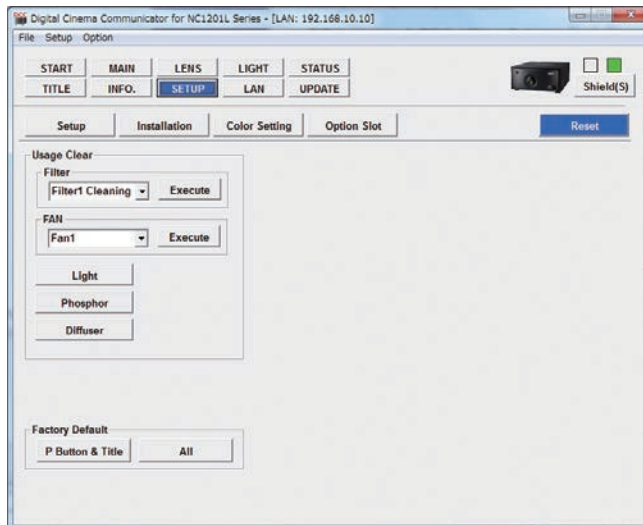 Digital Cinema Communicator for NC1201L Series - [LAN: 192.168.10.10]
File Setup Option
START MAIN LENS LIGHT STATUS
TITLE INFO. SETUP LAN UPDATE Shield(S)
Setup Installation Color Setting Option Slot Reset
Usage Clear
Filter
Filter1 Cleaning Execute
FAN
Fan1 Execute
Light
Phosphor
Diffuser
Factory Default
P Button & Title All